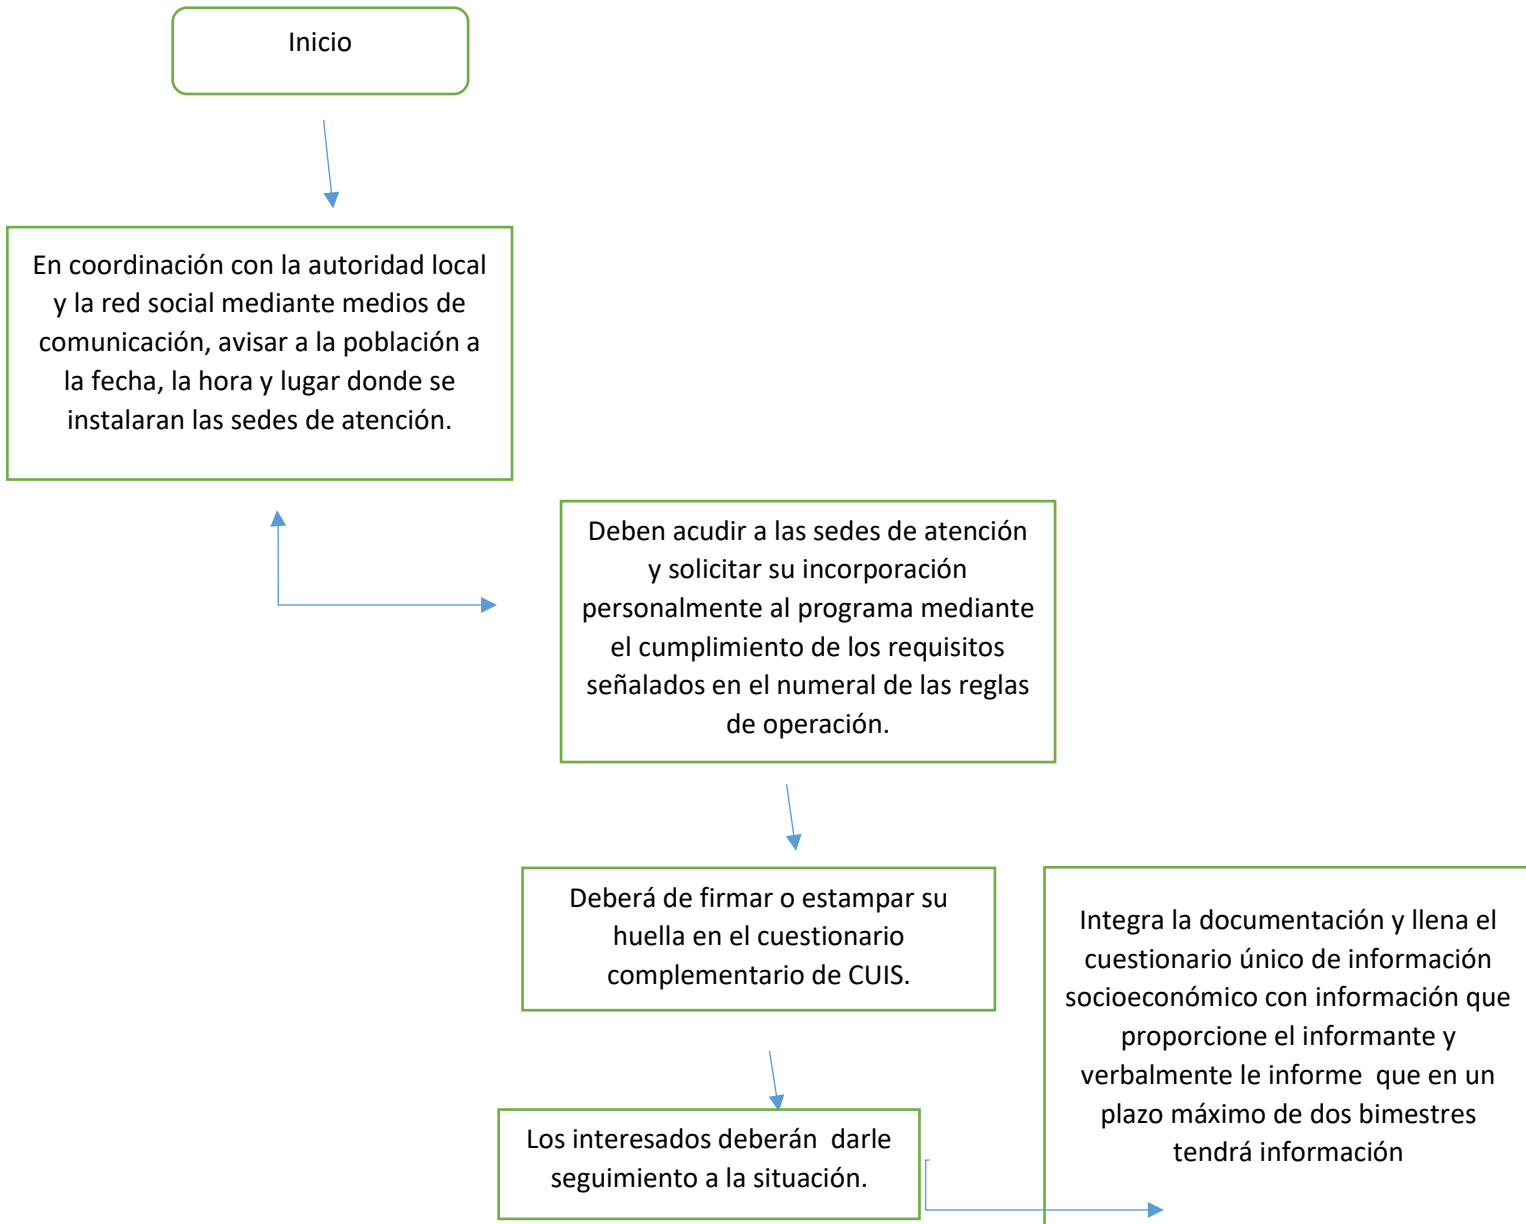 Inicio
En coordinación con la autoridad local
y la red social mediante medios de
comunicación, avisar a la población a
la fecha, la hora y lugar donde se
instalaran las sedes de atención.
Deben acudir a las sedes de atención
y solicitar su incorporación
personalmente al programa mediante
el cumplimiento de los requisitos
señalados en el numeral de las reglas
de operación.
Deberá de firmar o estampar su
huella en el cuestionario
complementario de CUIS.
Los interesados deberán  darle
seguimiento a la situación.
Integra la documentación y llena el
cuestionario único de información
socioeconómico con información que
proporcione el informante y
verbalmente le informe  que en un
plazo máximo de dos bimestres
tendrá información